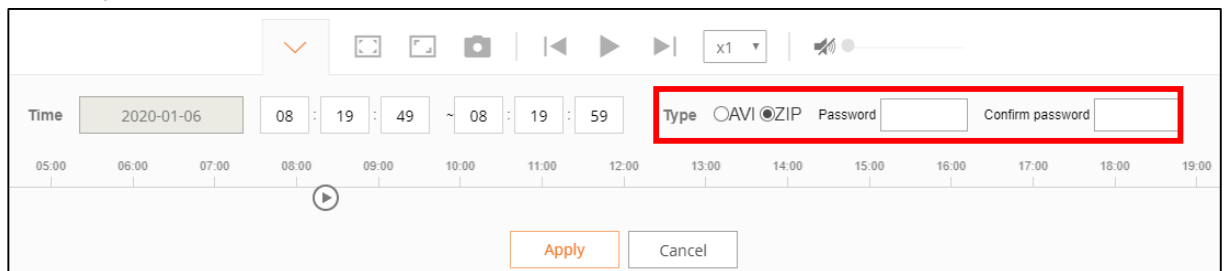 x1
Time 2020-01-06 08 : 19 : 49 ~ 08 : 19 : 59 Type AVI ZIP Password Confirm password
05:00 06:00 07:00 08:00 09:00 10:00 11:00 12:00 13:00 14:00 15:00 16:00 17:00 18:00 19:00
Apply Cancel